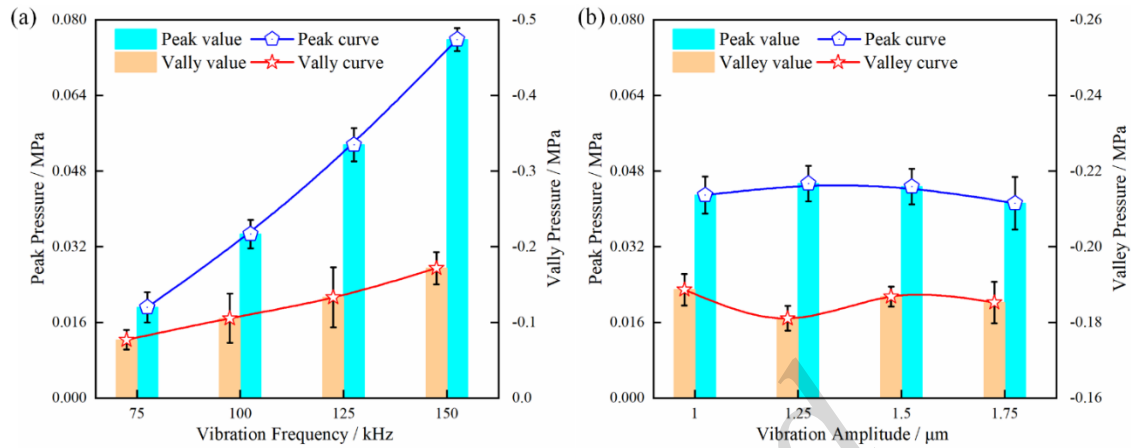 (a)
Peak value
Peak curve
Vally value
Vally curve
0.080
0.064
0.048
0.032
0.016
0.000
Peak Pressure / MPa
-0.5
-0.4
-0.3
-0.2
-0.1
0.0
Vally Pressure / MPa
75
100
125
150
Vibration Frequency / kHz
(b)
Peak value
Peak curve
Valley value
Valley curve
0.080
0.064
0.048
0.032
0.016
0.000
Peak Pressure / MPa
-0.26
-0.24
-0.22
-0.20
-0.18
-0.16
Valley Pressure / MPa
1
1.25
1.5
1.75
Vibration Amplitude / μm